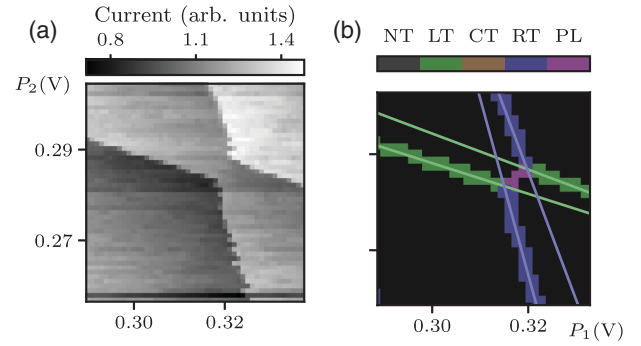 Current (arb. units)
(a)
0.8 1.1 1.4
P₂(V)
0.29
0.27
0.30 0.32
(b)
NT LT CT RT PL
0.30 0.32 P₁(V)